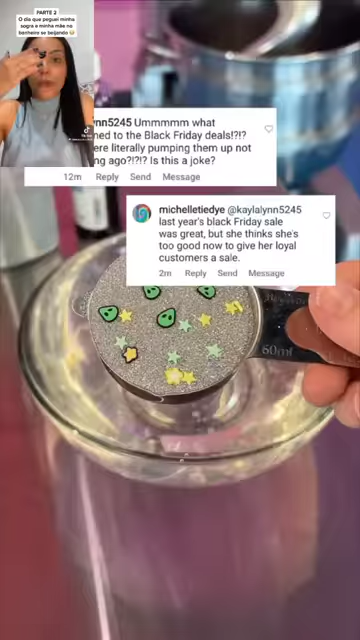 PARTE 2
O dia que peguei minha
sogra e minha mãe no
banheiro se beijando
nn5245 Ummmmm what
ned to the Black Friday deals!?!?
ere literally pumping them up not
ng ago?!?!? Is this a joke?
12m Reply Send Message
michelletiedye @kaylalynn5245
last year's black Friday sale
was great, but she thinks she's
too good now to give her loyal
customers a sale.
2m Reply Send Message
60ml